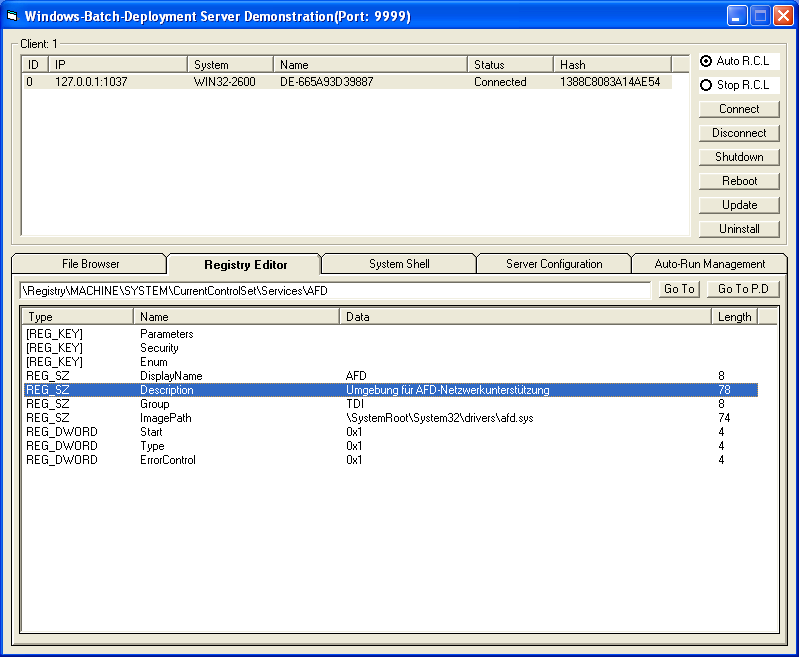 Windows-Batch-Deployment Server Demonstration(Port: 9999)
Client: 1
ID IP System Name Status Hash
0 127.0.0.1:1037 WIN32-2600 DE-665A93D39887 Connected 1388C8083A14AE54
Auto R.C.L
Stop R.C.L
Connect
Disconnect
Shutdown
Reboot
Update
Uninstall
File Browser Registry Editor System Shell Server Configuration Auto-Run Management
\Registry\MACHINE\SYSTEM\CurrentControlSet\Services\AFD Go To Go To P.D
Type Name Data Length
[REG_KEY] Parameters
[REG_KEY] Security
[REG_KEY] Enum
REG_SZ DisplayName AFD 8
REG_SZ Description Umgebung für AFD-Netzwerkunterstützung 78
REG_SZ Group TDI 8
REG_SZ ImagePath \SystemRoot\System32\drivers\afd.sys 74
REG_DWORD Start 0x1 4
REG_DWORD Type 0x1 4
REG_DWORD ErrorControl 0x1 4